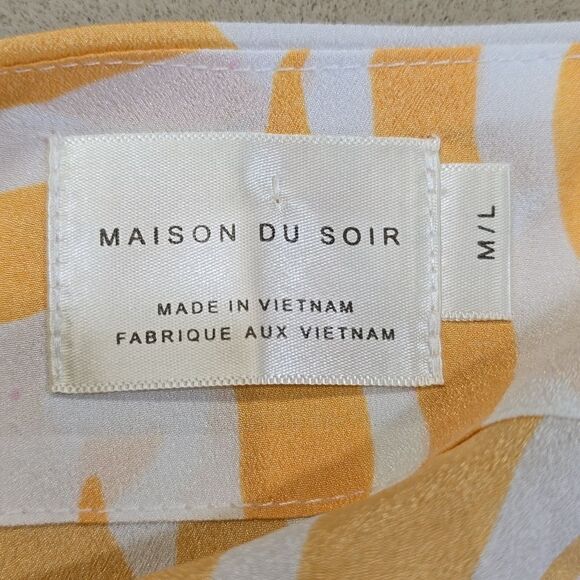 MAISON DU SOIR
MADE IN VIETNAM
FABRIQUE AUX VIETNAM
M/L